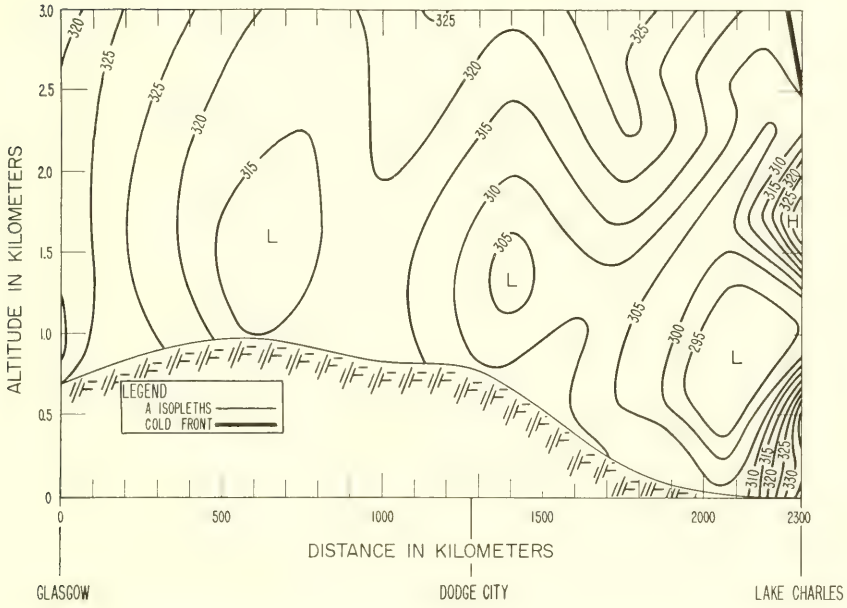 3.0
2.5
2.0
1.5
1.0
0.5
0
ALTITUDE IN KILOMETERS
320
325
325
320
315
L
325
320
315
310
305
L
325
305
300
295
L
310
315
320
325
H
310
315
320
325
330
LEGEND
A ISOPLETHS
COLD FRONT
0 500 1000 1500 2000 2300
DISTANCE IN KILOMETERS
GLASGOW DODGE CITY LAKE CHARLES